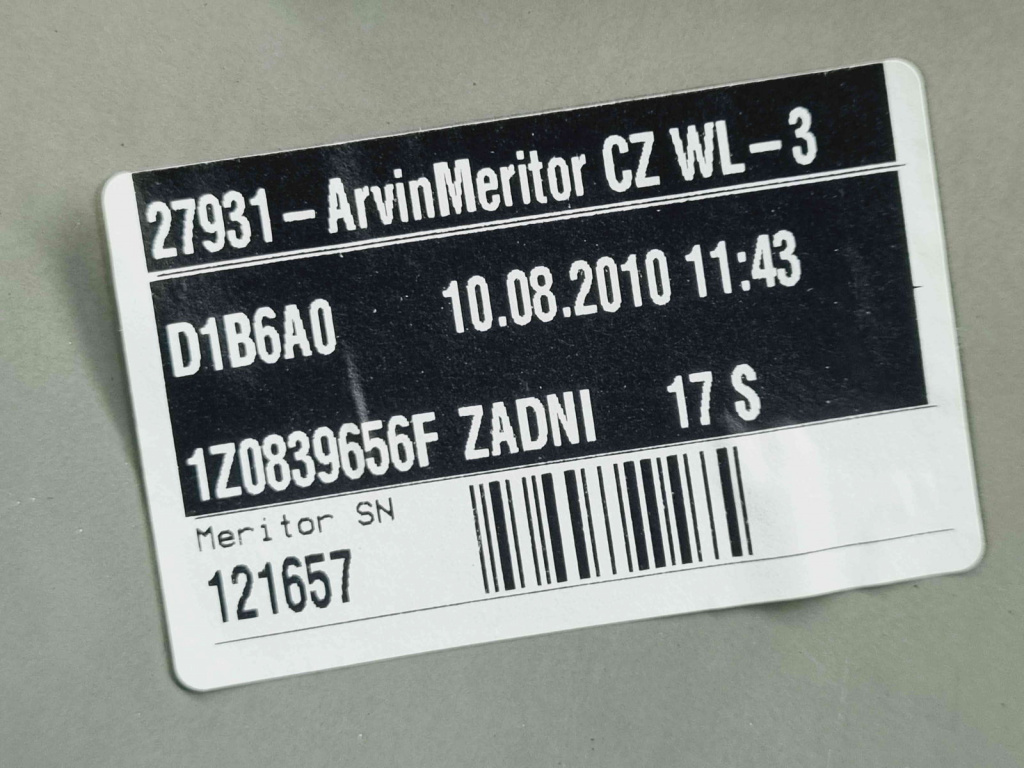 27931-ArvinMeritor CZ WL-3
D1B6A0 10.08.2010 11:43
1Z0839656F ZADNI 17 S
Meritor SN
121657